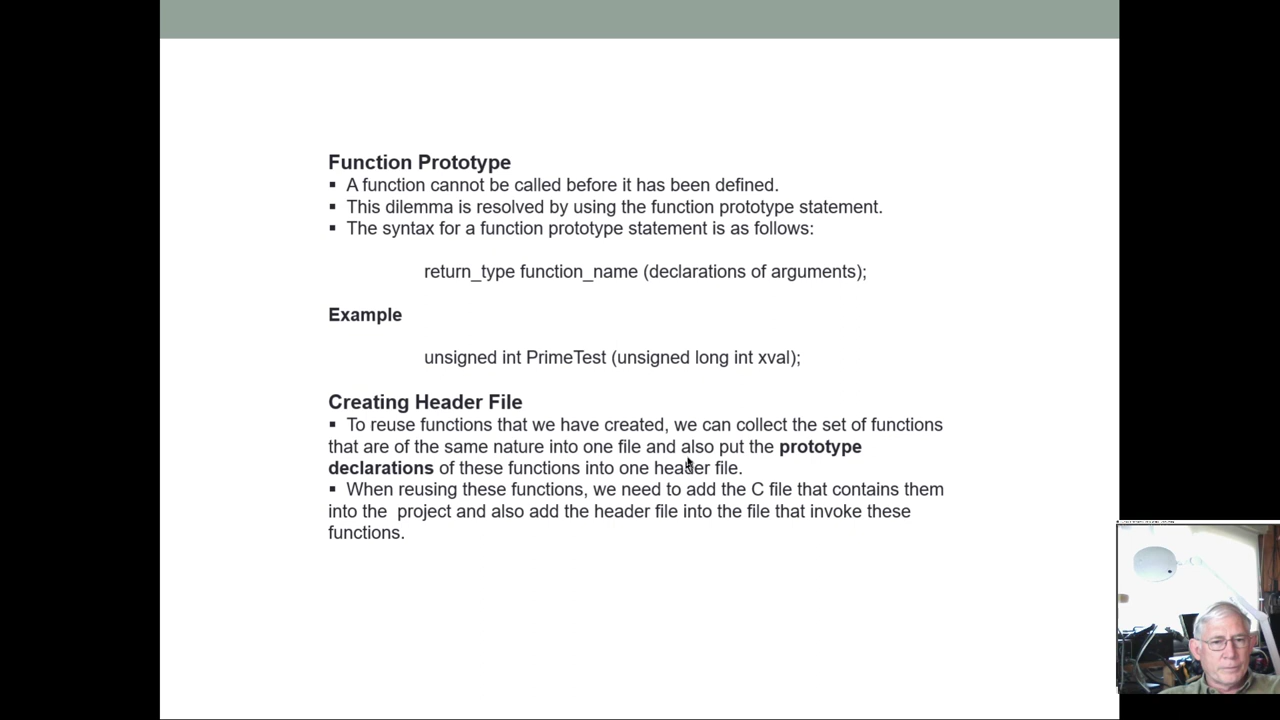 Function Prototype
▪ A function cannot be called before it has been defined.
▪ This dilemma is resolved by using the function prototype statement.
▪ The syntax for a function prototype statement is as follows:
return_type function_name (declarations of arguments);
Example
unsigned int PrimeTest (unsigned long int xval);
Creating Header File
▪ To reuse functions that we have created, we can collect the set of functions
that are of the same nature into one file and also put the prototype
declarations of these functions into one header file.
▪ When reusing these functions, we need to add the C file that contains them
into the project and also add the header file into the file that invoke these
functions.